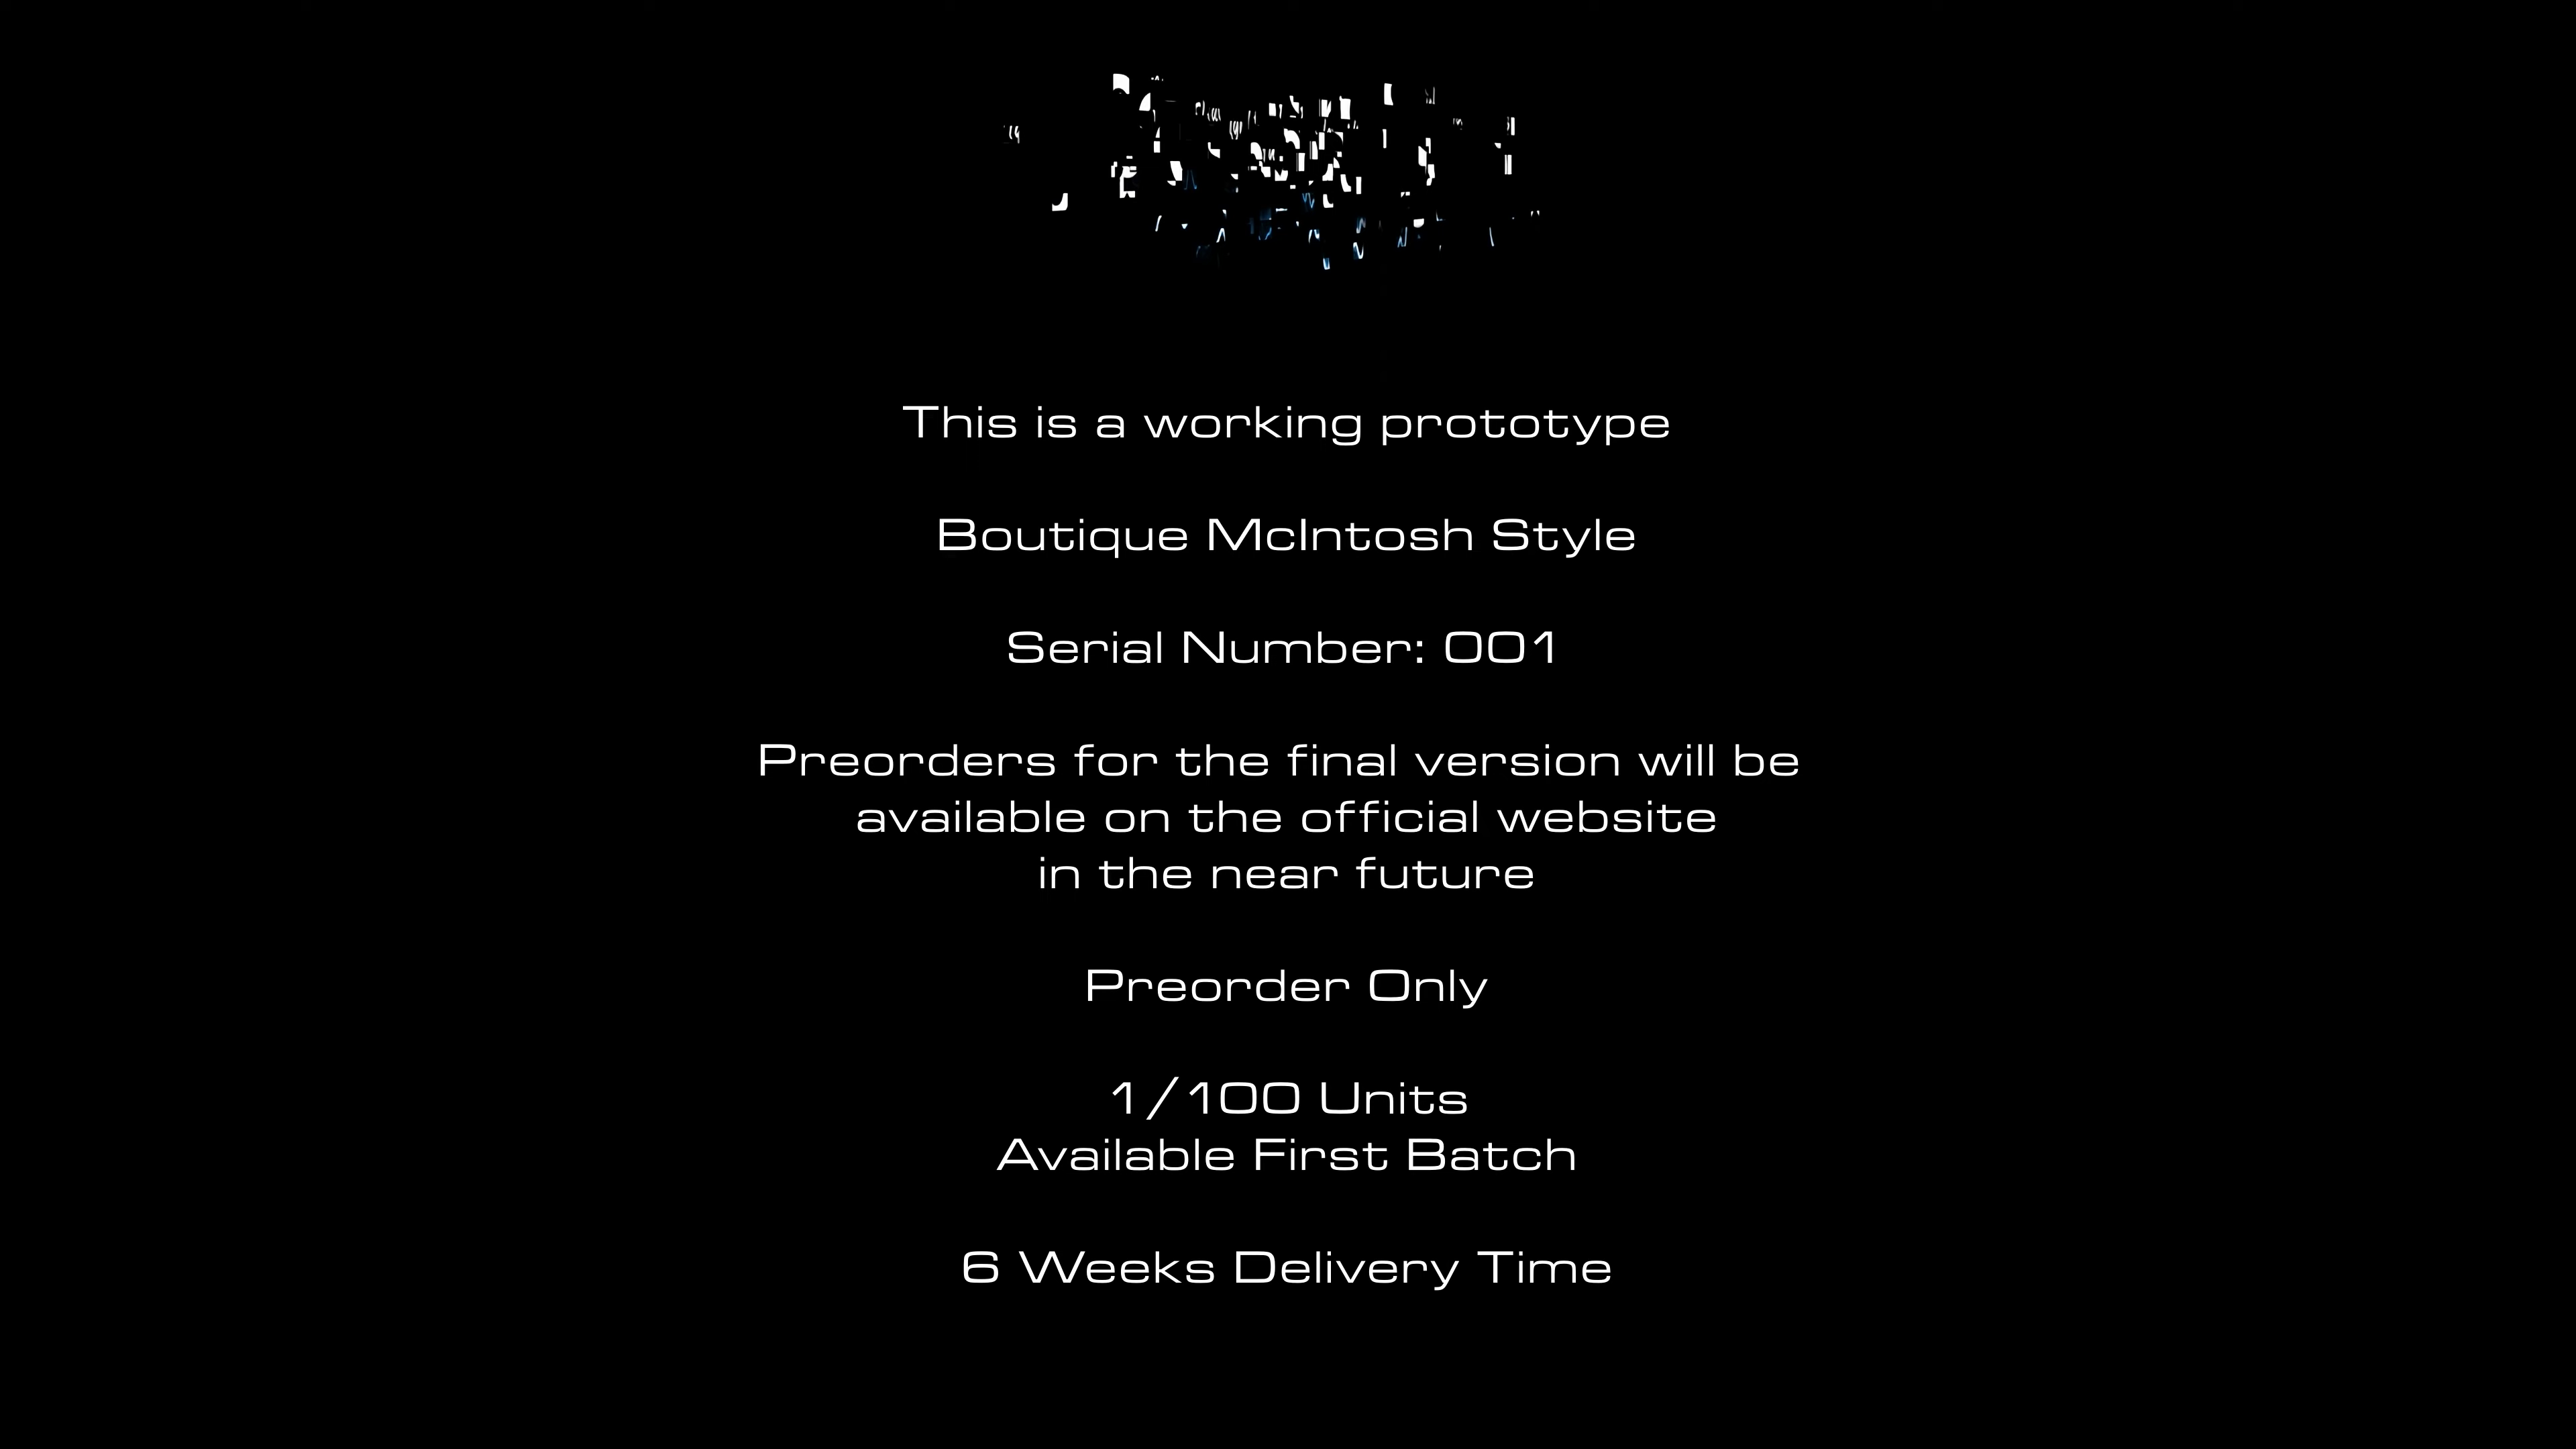 This is a working prototype
Boutique McIntosh Style
Serial Number: 001
Preorders for the final version will be
available on the official website
in the near future
Preorder Only
1/100 Units
Available First Batch
6 Weeks Delivery Time